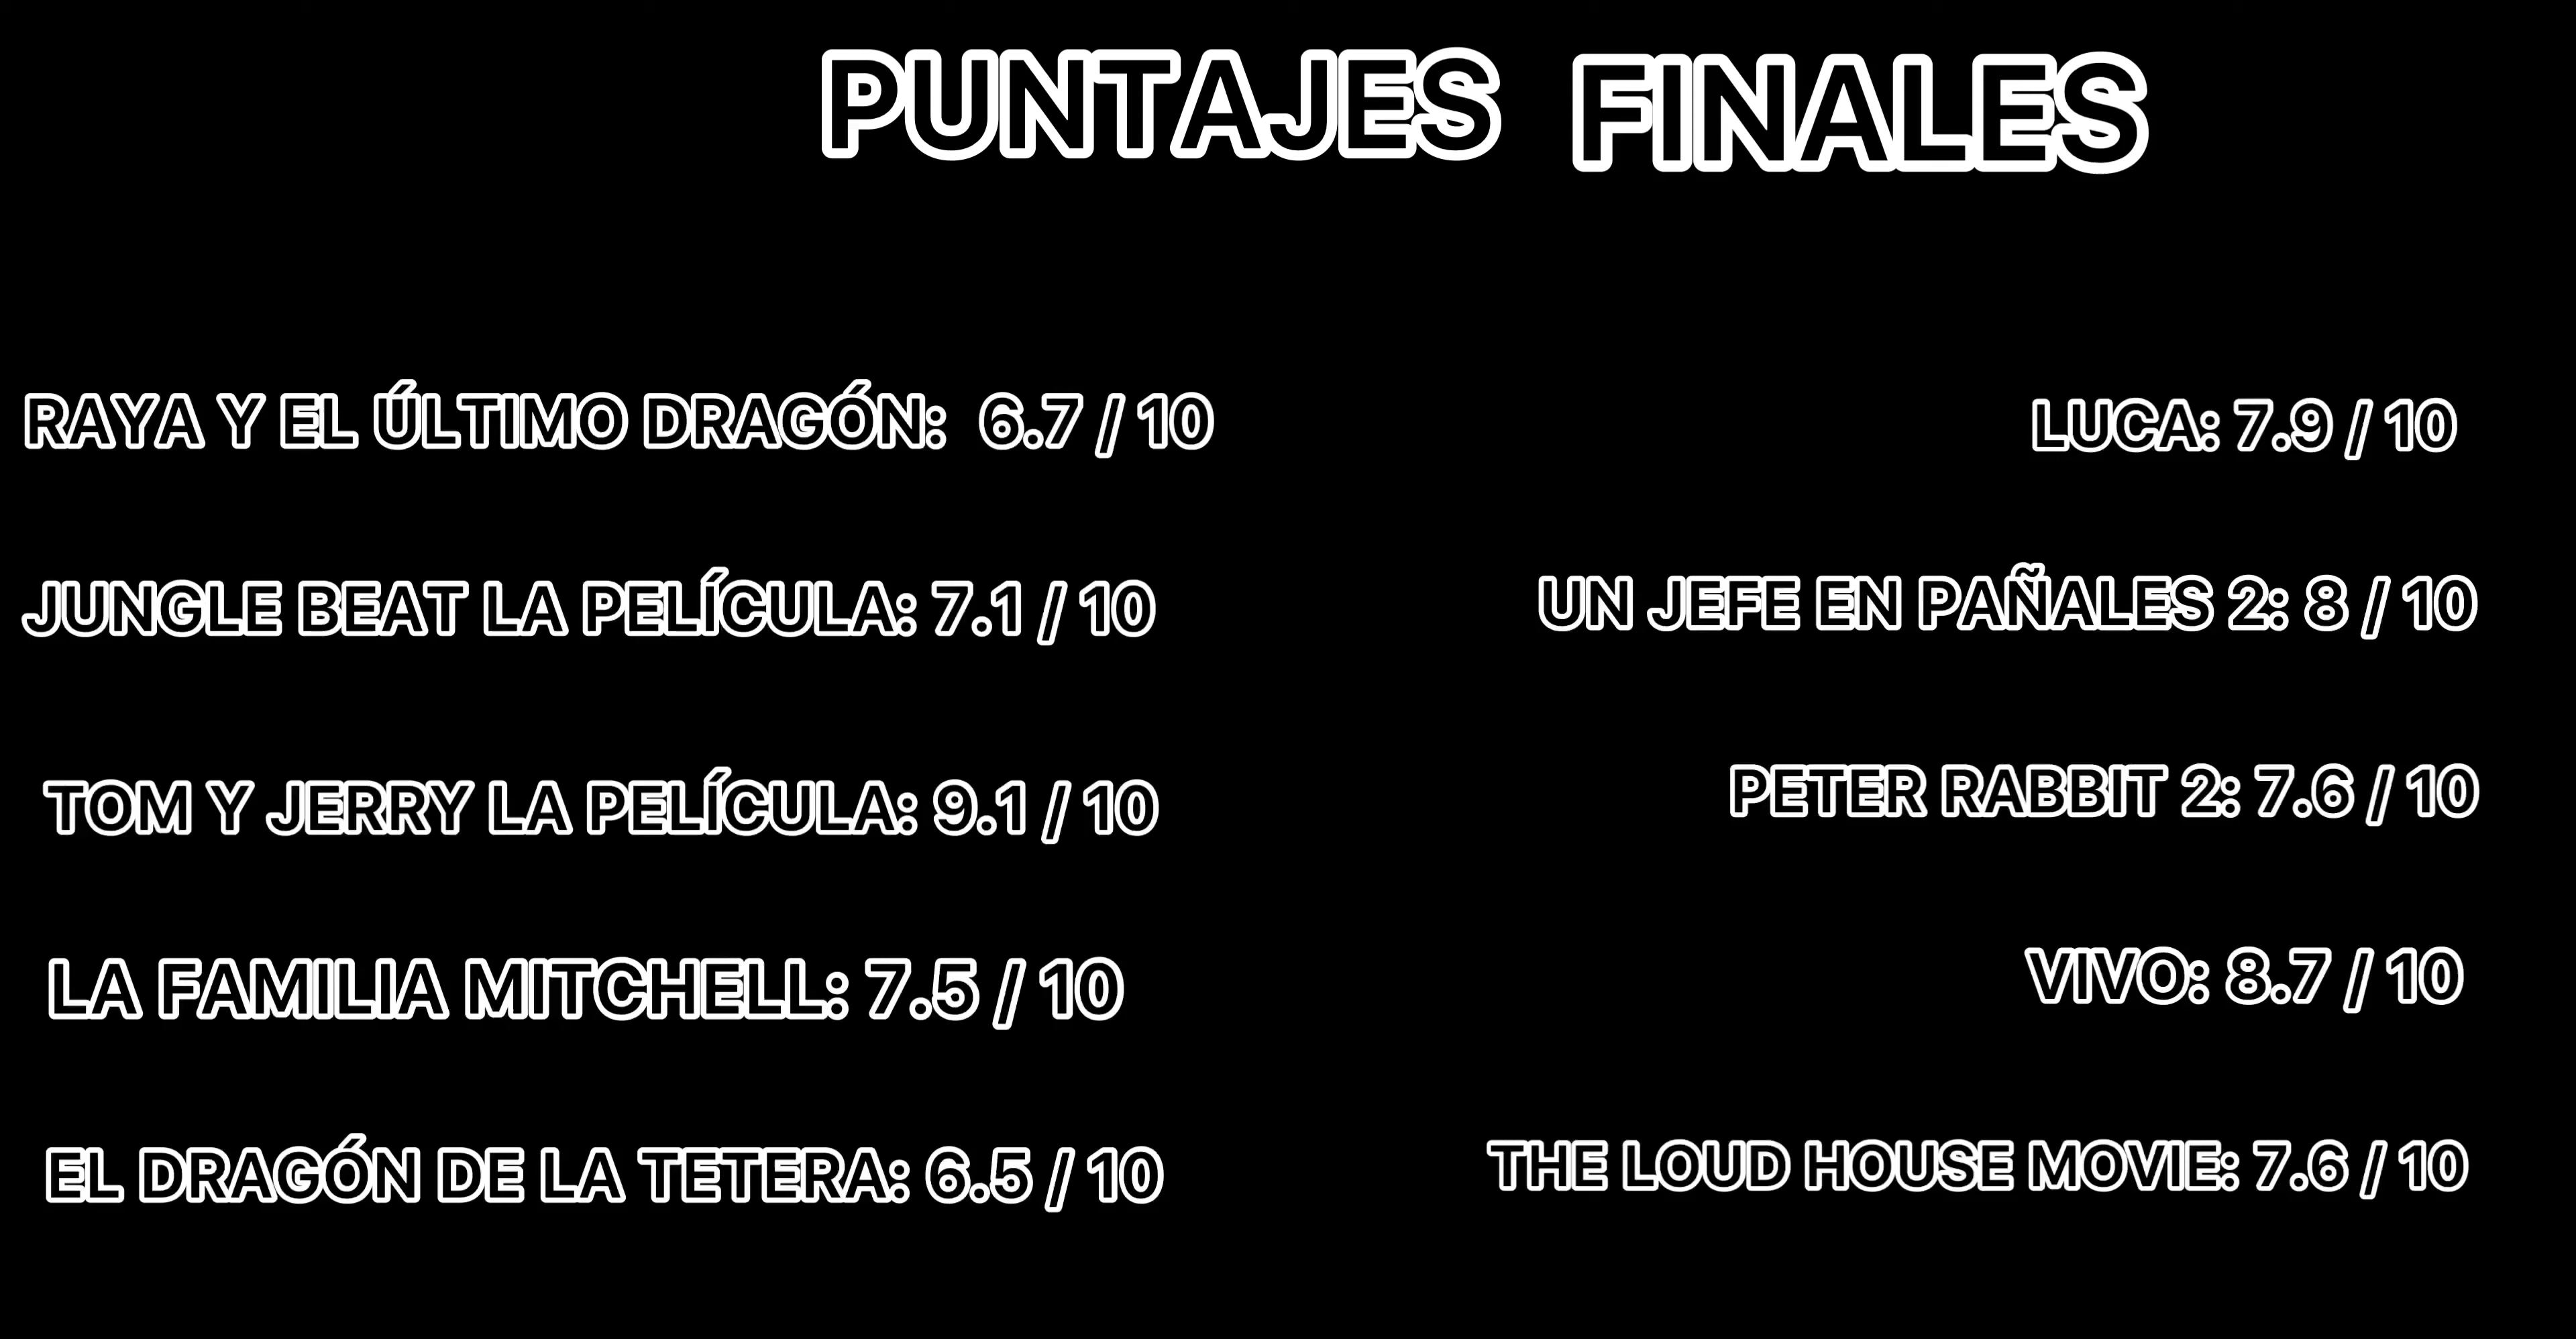 PUNTAJES FINALES
RAYA Y EL ÚLTIMO DRAGÓN: 6.7 / 10
JUNGLE BEAT LA PELÍCULA: 7.1 / 10
TOM Y JERRY LA PELÍCULA: 9.1 / 10
LA FAMILIA MITCHELL: 7.5 / 10
EL DRAGÓN DE LA TETERA: 6.5 / 10
LUCA: 7.9 / 10
UN JEFE EN PAÑALES 2: 8 / 10
PETER RABBIT 2: 7.6 / 10
VIVO: 8.7 / 10
THE LOUD HOUSE MOVIE: 7.6 / 10